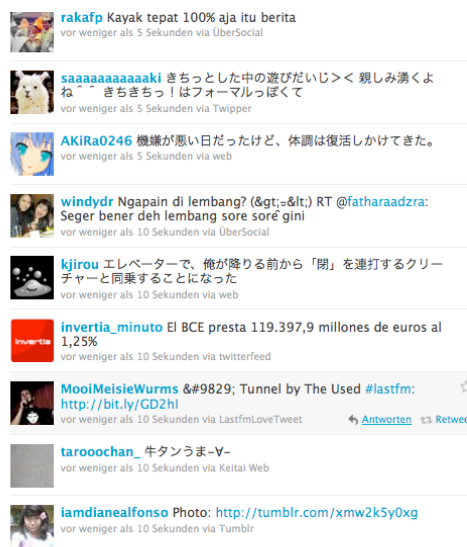 rakafp Kayak tepat 100% aja itu berita
vor weniger als 5 Sekunden via ÜberSocial
saaaaaaaaaaaki きちっとした中の遊びだいじ＞＜ 親しみ湧くよ
ね＾＾ きちきちっ！はフォーマルっぽくて
vor weniger als 5 Sekunden via Twipper
AKiRa0246 機嫌が悪い日だったけど、体調は復活しかけてきた。
vor weniger als 5 Sekunden via web
windydr Ngapain di lembang? (&gt;⌣&lt;) RT @fatharaadzra:
Seger bener deh lembang sore sore gini
vor weniger als 10 Sekunden via ÜberSocial
kjirou エレベーターで、俺が降りる前から「閉」を連打するクリー
チャーと同乗することになった
vor weniger als 10 Sekunden via web
invertia
invertia_minuto El BCE presta 119.397,9 millones de euros al
1,25%
vor weniger als 10 Sekunden via twitterfeed
MooiMeisieWurms &#9829; Tunnel by The Used #lastfm:
http://bit.ly/GD2hI
vor weniger als 10 Sekunden via LastfmLoveTweet Antworten Retwee
tarooochan_ 牛タンうま-∀-
vor weniger als 10 Sekunden via Keitai Web
iamdianealfonso Photo: http://tumblr.com/xmw2k5y0xg
vor weniger als 10 Sekunden via Tumblr